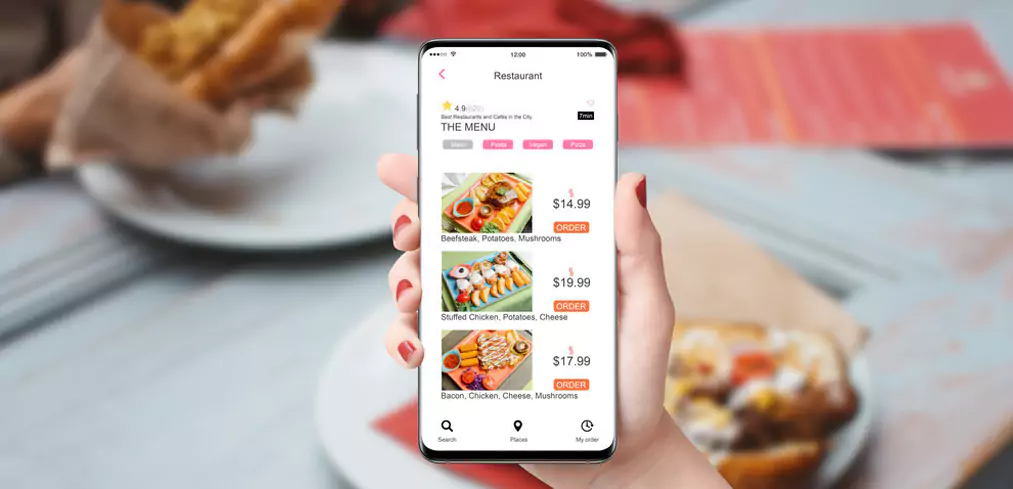 12:00
100%
Restaurant
4.9(629)
Best Restaurants and Cafes in the City.
7min
THE MENU
Pasta Vegan Pizza
$
$14.99
ORDER
Beefsteak, Potatoes, Mushrooms
$
$19.99
ORDER
Stuffed Chicken, Potatoes, Cheese
$
$17.99
ORDER
Bacon, Chicken, Cheese, Mushrooms
Search Places My order